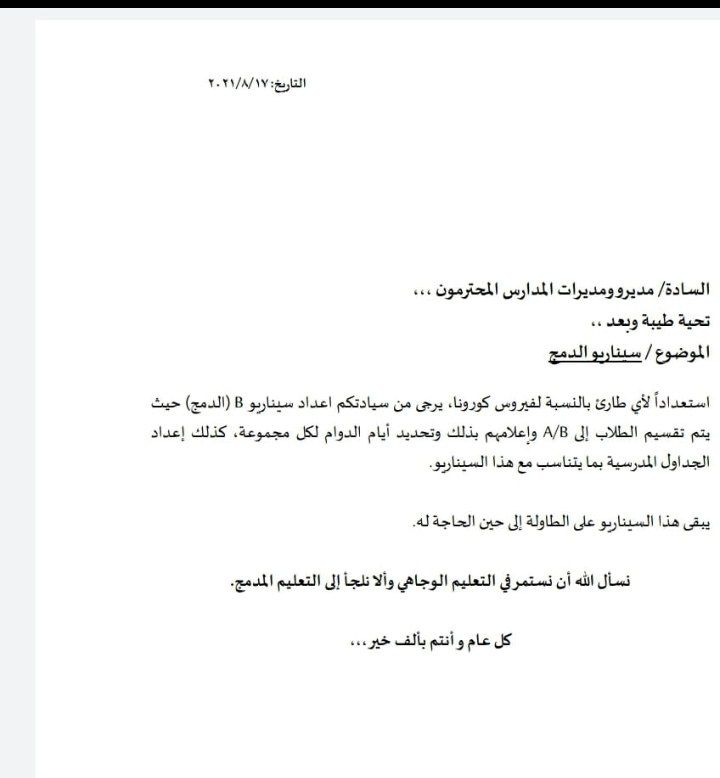 التاريخ: ٢٠٢١/٨/١٧
السادة/ مديرو ومديرات المدارس المحترمون ،،،
تحية طيبة وبعد ،،
الموضوع / سيناريو الدمج
استعداداً لأي طارئ بالنسبة لفيروس كورونا، يرجى من سيادتكم اعداد سيناريو B (الدمج) حيث
يتم تقسيم الطلاب إلى A/B وإعلامهم بذلك وتحديد أيام الدوام لكل مجموعة، كذلك إعداد
الجداول المدرسية بما يتناسب مع هذا السيناريو.
يبقى هذا السيناريو على الطاولة إلى حين الحاجة له.
نسأل الله أن نستمر في التعليم الوجاهي وألا نلجأ إلى التعليم المدمج.
كل عام و أنتم بألف خير،،،